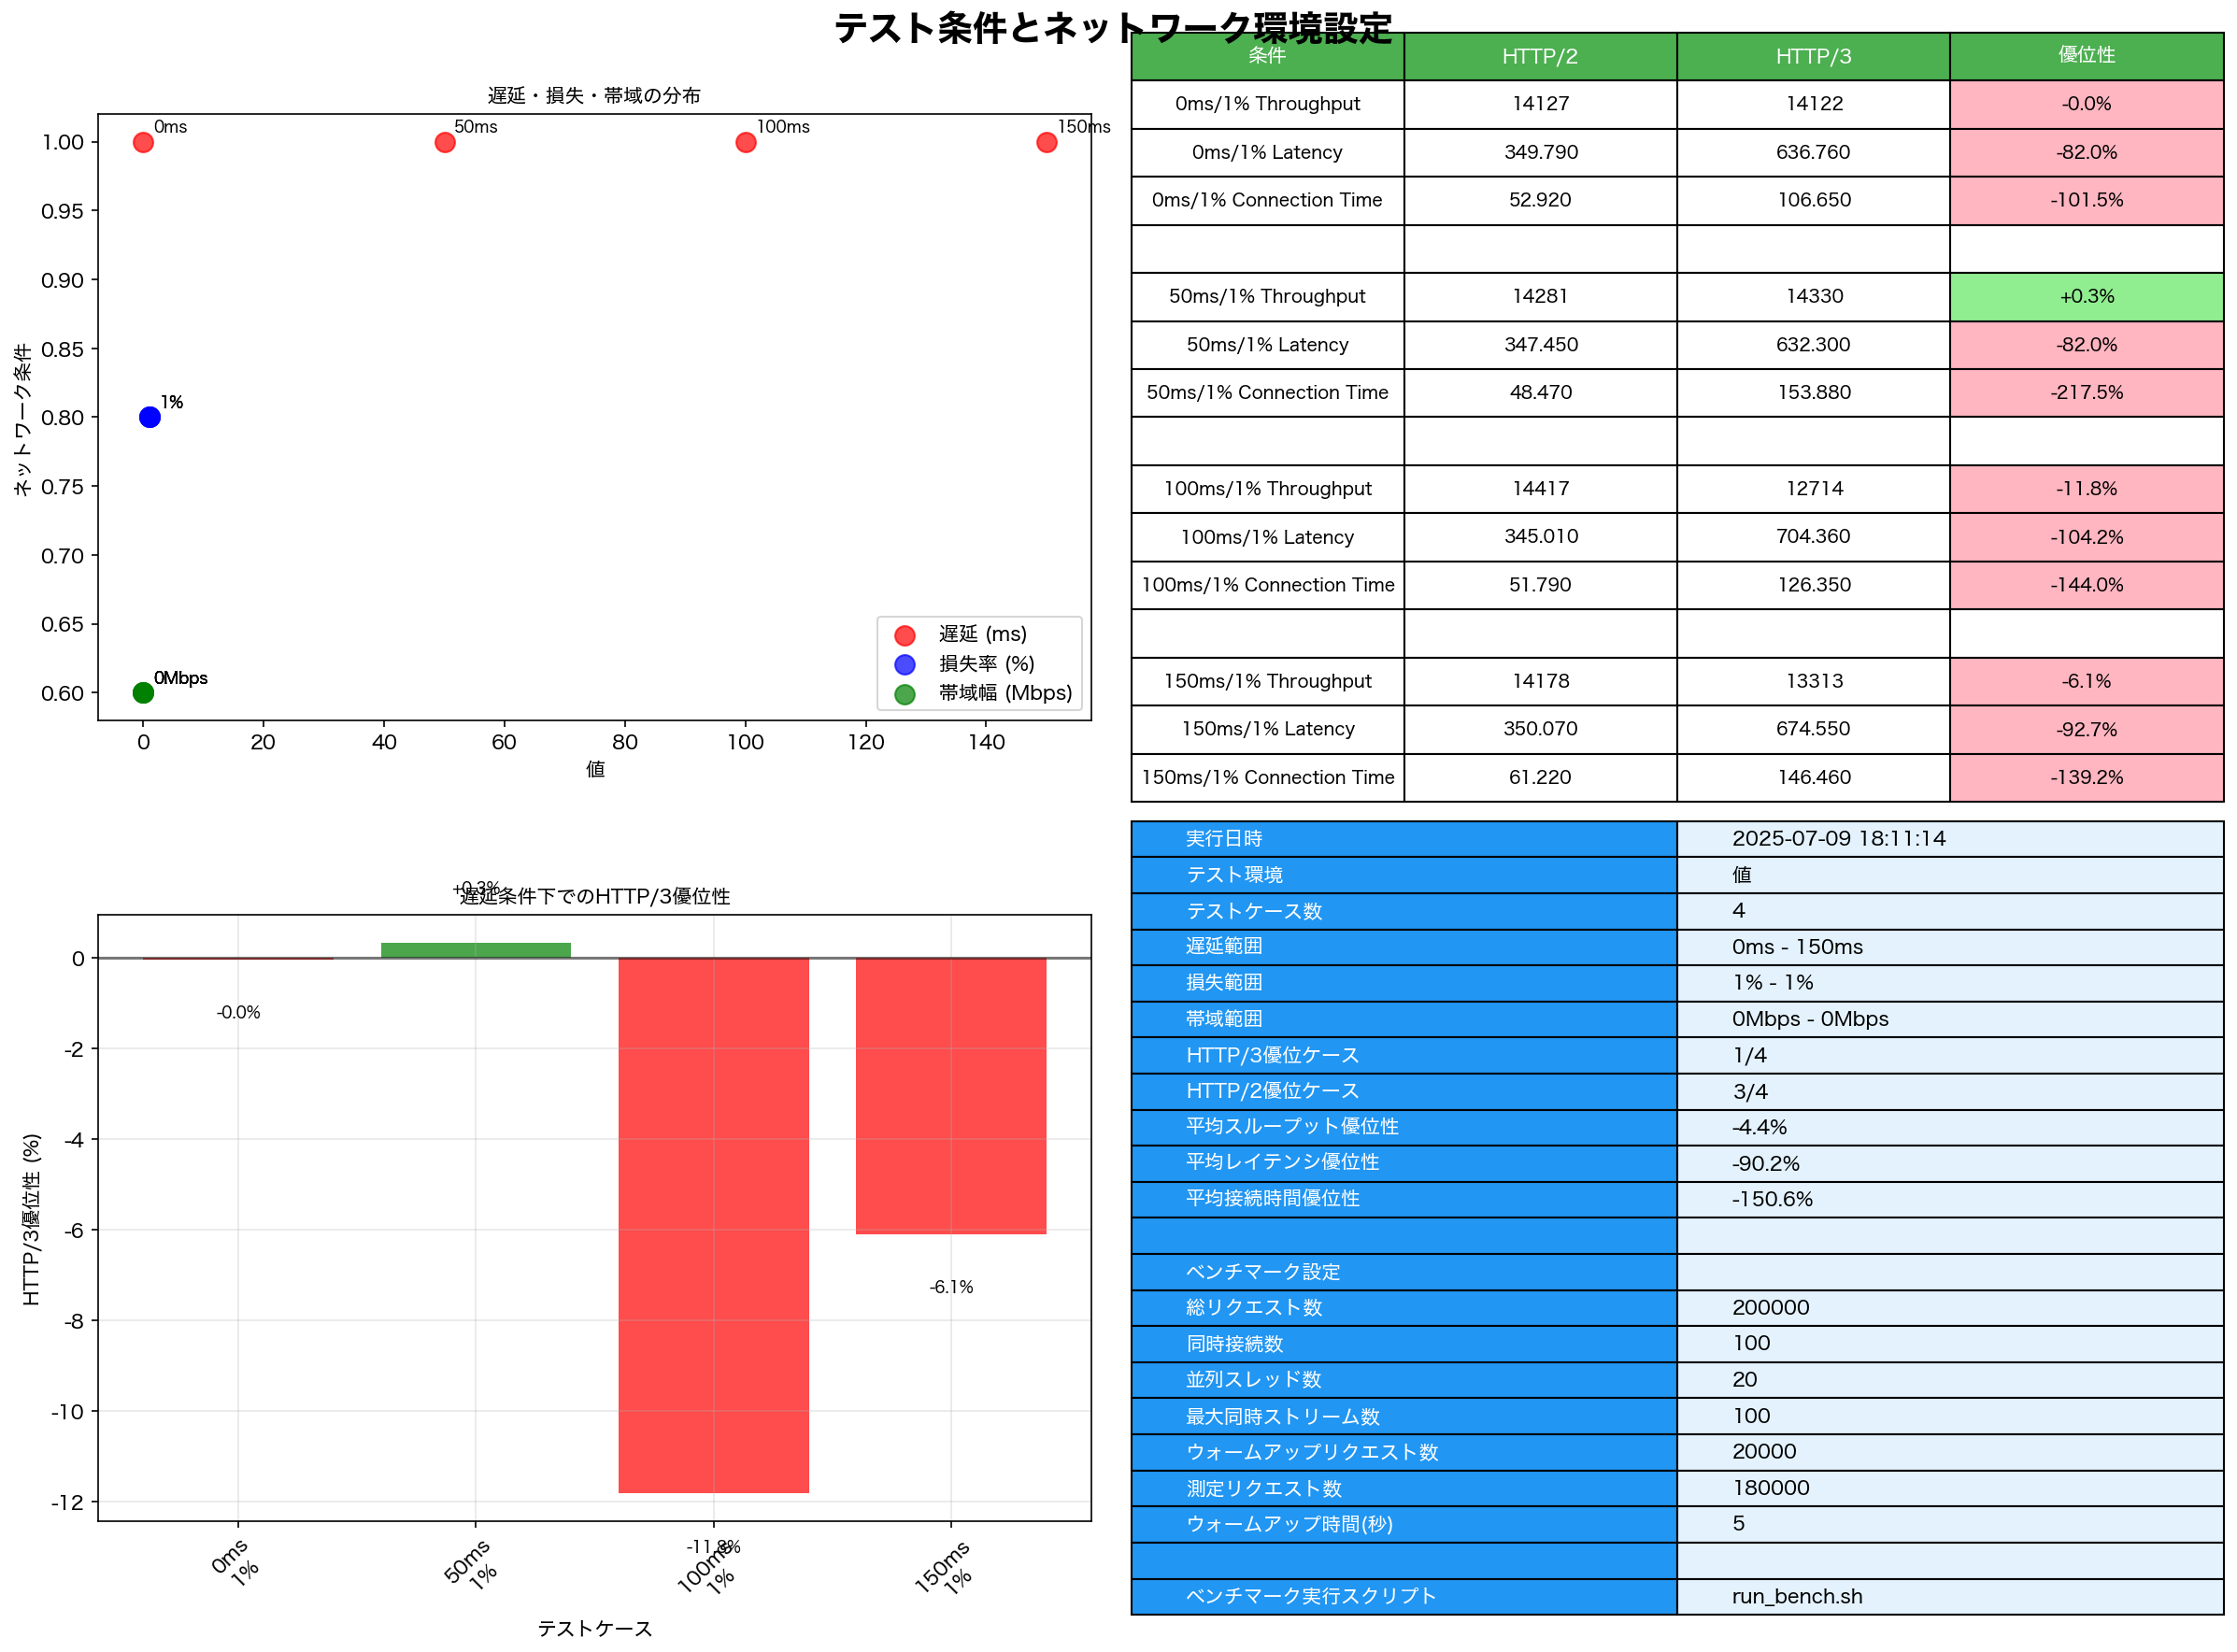 テスト条件とネットワーク環境設定
遅延・損失・帯域の分布
ネットワーク条件
1.00
0.95
0.90
0.85
0.80
0.75
0.70
0.65
0.60
0ms
50ms
100ms
150ms
1%
0Mbps
遅延 (ms)
損失率 (%)
帯域幅 (Mbps)
0 20 40 60 80 100 120 140
値
条件 HTTP/2 HTTP/3 優位性
0ms/1% Throughput 14127 14122 -0.0%
0ms/1% Latency 349.790 636.760 -82.0%
0ms/1% Connection Time 52.920 106.650 -101.5%
50ms/1% Throughput 14281 14330 +0.3%
50ms/1% Latency 347.450 632.300 -82.0%
50ms/1% Connection Time 48.470 153.880 -217.5%
100ms/1% Throughput 14417 12714 -11.8%
100ms/1% Latency 345.010 704.360 -104.2%
100ms/1% Connection Time 51.790 126.350 -144.0%
150ms/1% Throughput 14178 13313 -6.1%
150ms/1% Latency 350.070 674.550 -92.7%
150ms/1% Connection Time 61.220 146.460 -139.2%
遅延条件下でのHTTP/3優位性
HTTP/3優位性 (%)
0
-2
-4
-6
-8
-10
-12
-0.0%
+0.3%
-11.8%
-6.1%
0ms
1%
50ms
1%
100ms
1%
150ms
1%
テストケース
実行日時 2025-07-09 18:11:14
テスト環境 値
テストケース数 4
遅延範囲 0ms - 150ms
損失範囲 1% - 1%
帯域範囲 0Mbps - 0Mbps
HTTP/3優位ケース 1/4
HTTP/2優位ケース 3/4
平均スループット優位性 -4.4%
平均レイテンシ優位性 -90.2%
平均接続時間優位性 -150.6%
ベンチマーク設定
総リクエスト数 200000
同時接続数 100
並列スレッド数 20
最大同時ストリーム数 100
ウォームアップリクエスト数 20000
測定リクエスト数 180000
ウォームアップ時間(秒) 5
ベンチマーク実行スクリプト run_bench.sh